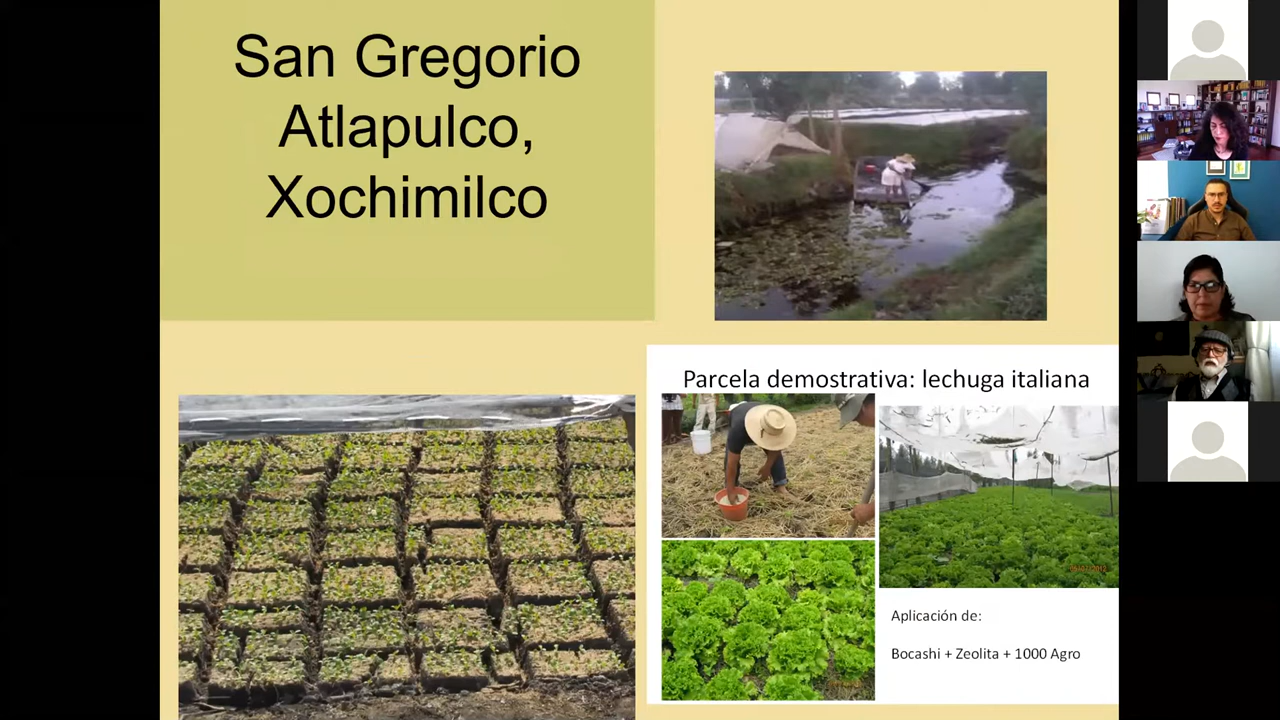 San Gregorio
Atlapulco,
Xochimilco
Parcela demostrativa: lechuga italiana
Aplicación de:
Bocashi + Zeolita + 1000 Agro